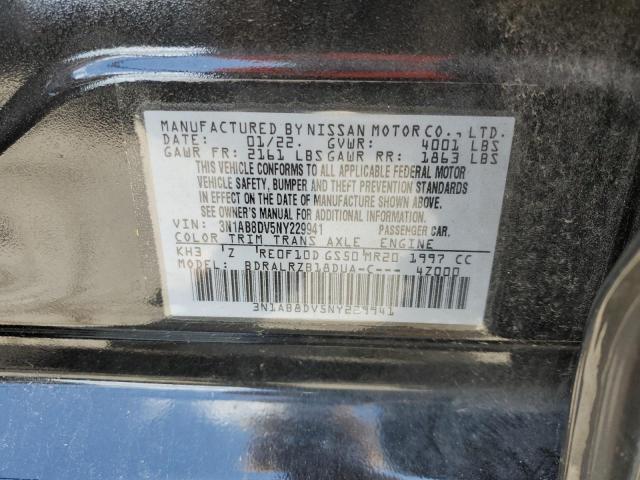 MANUFACTURED BY NISSAN MOTOR CO., LTD.
DATE: 01/22. GVWR: 4001 LBS
GAWR FR: 2161 LBS GAWR RR: 1863 LBS
THIS VEHICLE CONFORMS TO ALL APPLICABLE FEDERAL MOTOR
VEHICLE SAFETY, BUMPER AND THEFT PREVENTION STANDARDS
IN EFFECT ON THE DATE OF MANUFACTURE SHOWN ABOVE.
SEE OWNER'S MANUAL FOR ADDITIONAL INFORMATION.
VIN: 3N1AB8DV5NY229941 PASSENGER CAR.
COLOR TRIM TRANS AXLE ENGINE
KH3 Z RE0F10D GS50 MR20 1997 CC
MODEL: BDRALRZB18DUA-C--- 4Z000
3N1AB8DV5NY229941